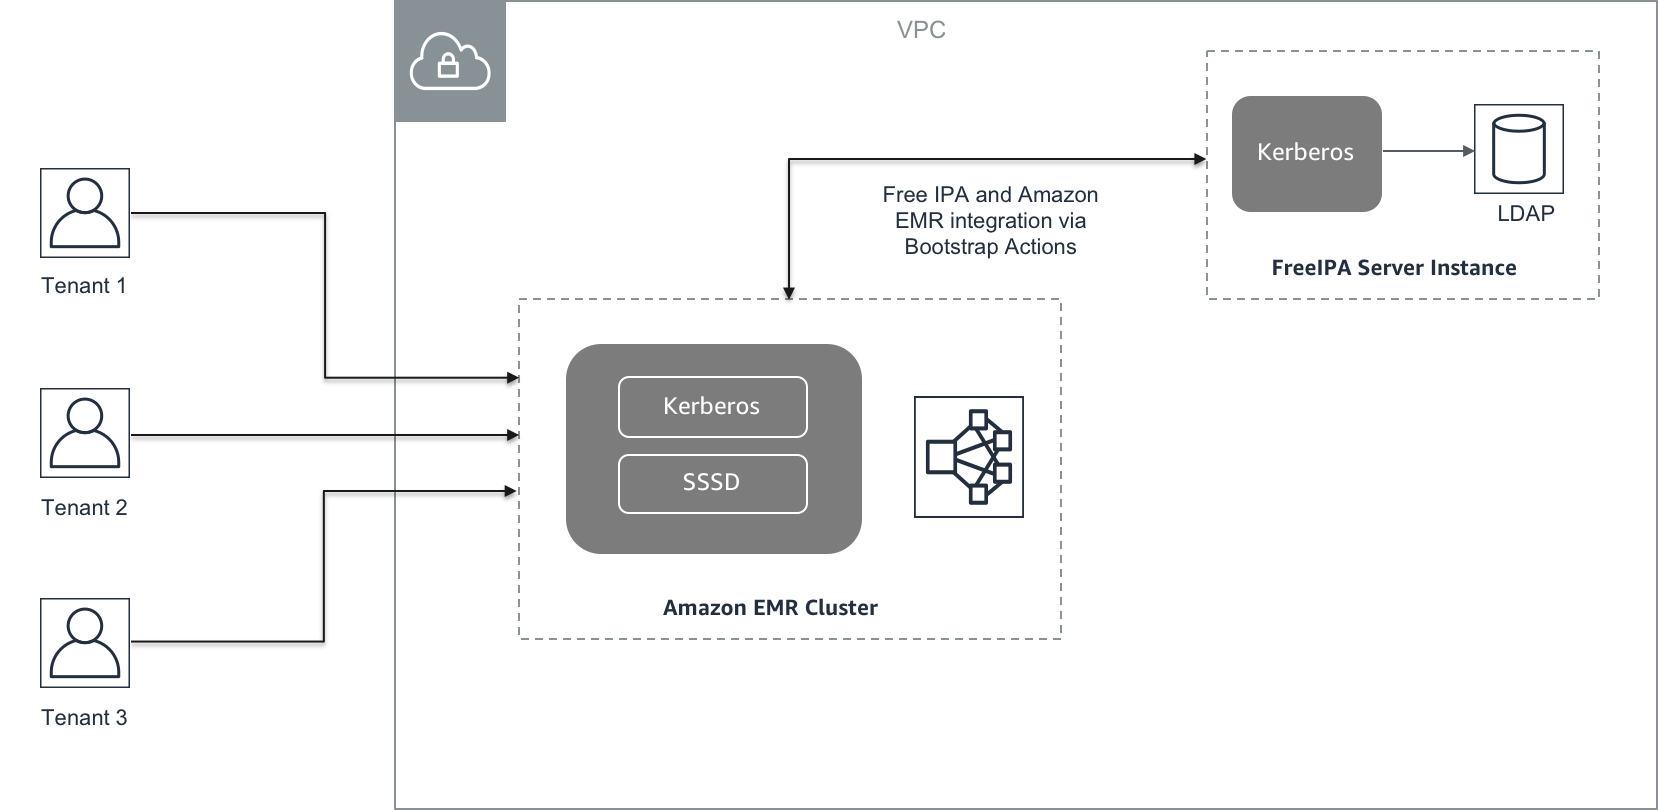 VPC
Kerberos
LDAP
FreeIPA Server Instance
Free IPA and Amazon
EMR integration via
Bootstrap Actions
Tenant 1
Tenant 2
Tenant 3
Kerberos
SSSD
Amazon EMR Cluster